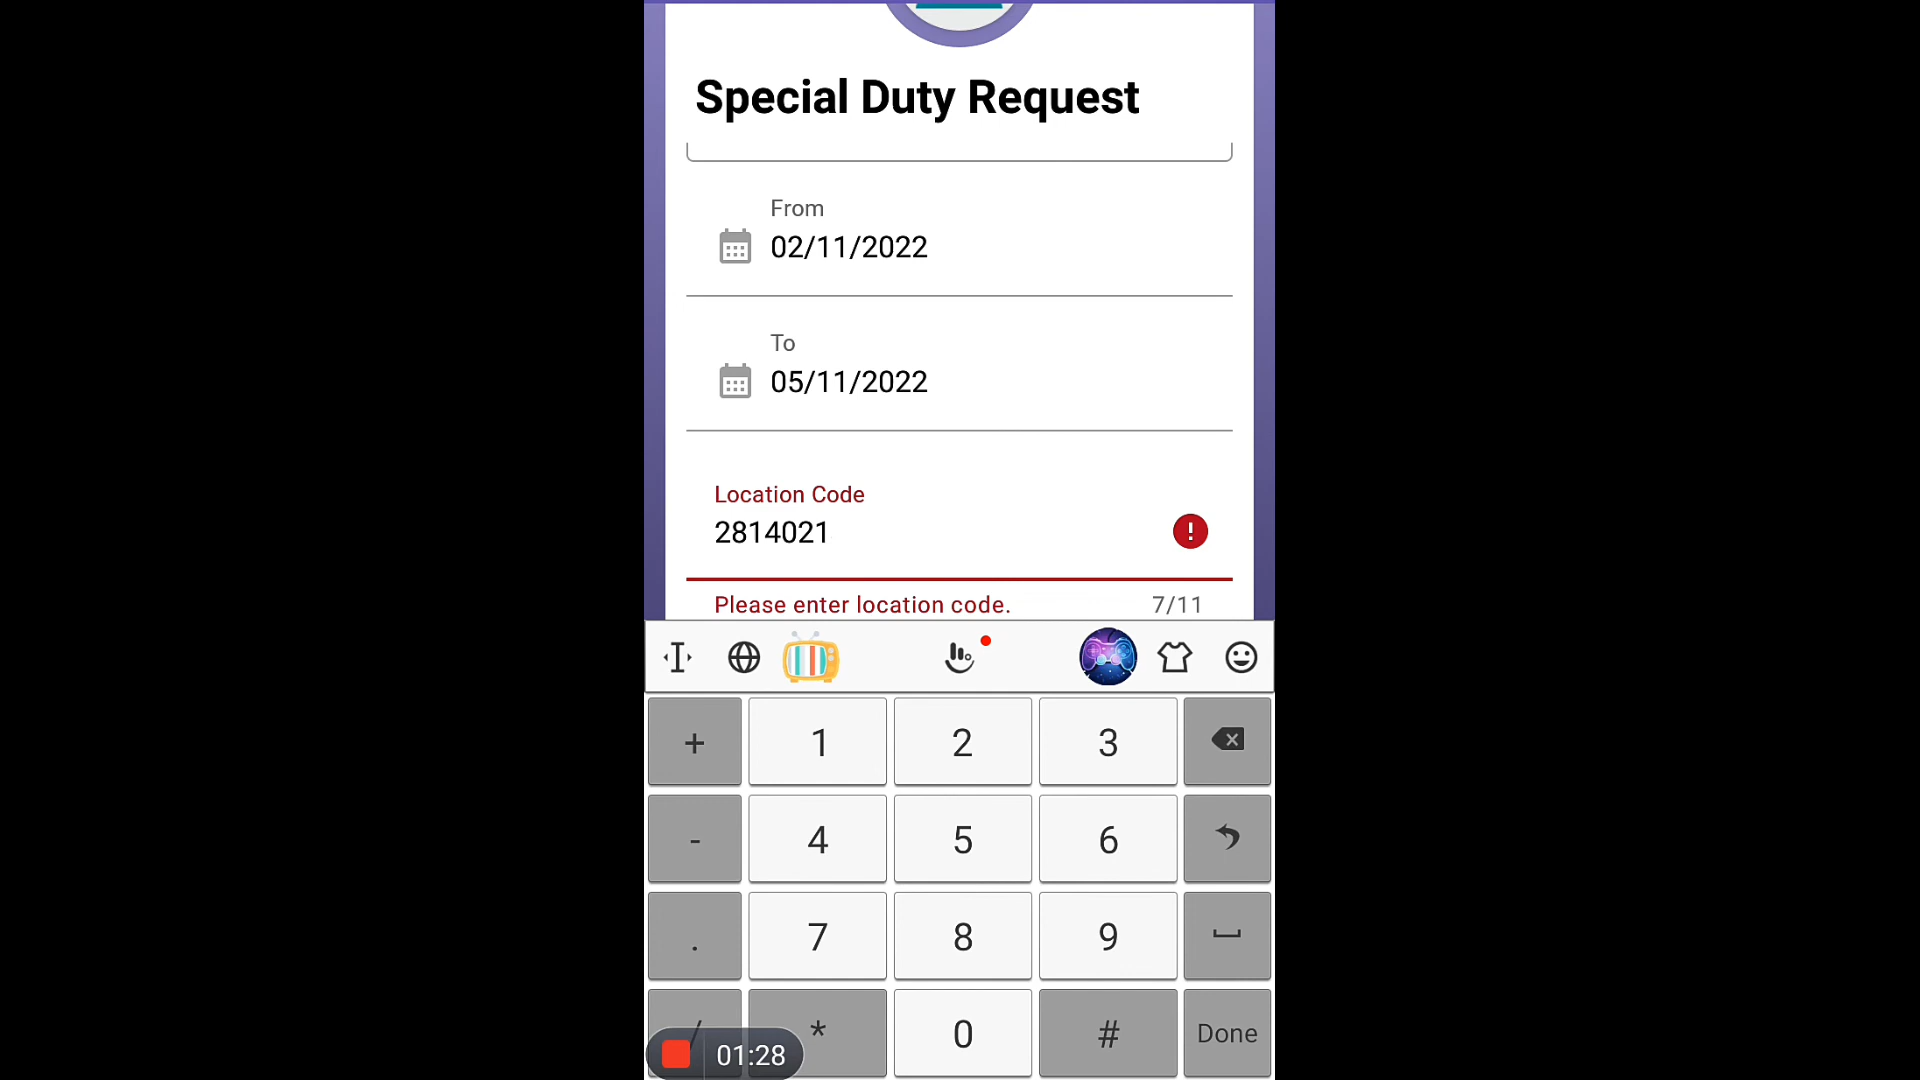 Special Duty Request
From
02/11/2022
To
05/11/2022
Location Code
2814021
Please enter location code. 7/11
+ 1 2 3
- 4 5 6
. 7 8 9
/ * 0 # Done
01:28